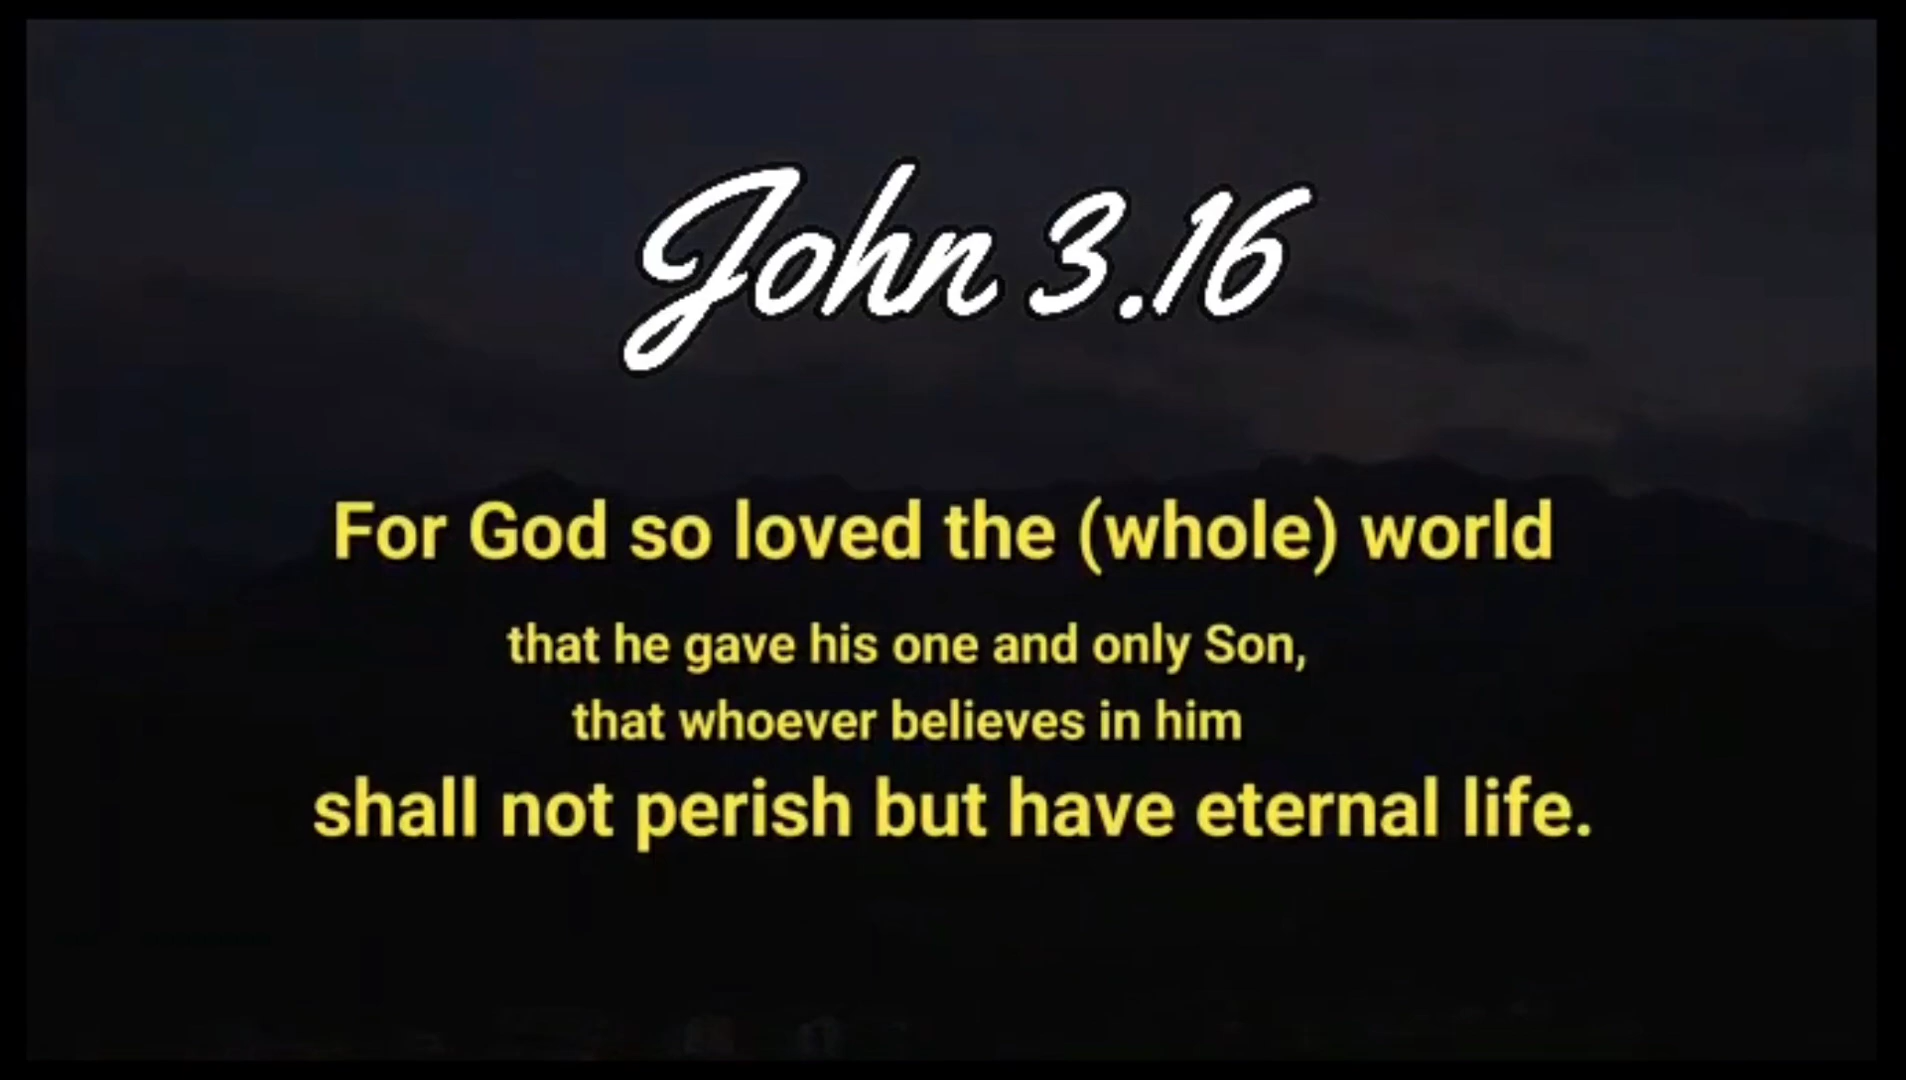 John 3.16
For God so loved the (whole) world
that he gave his one and only Son,
that whoever believes in him
shall not perish but have eternal life.